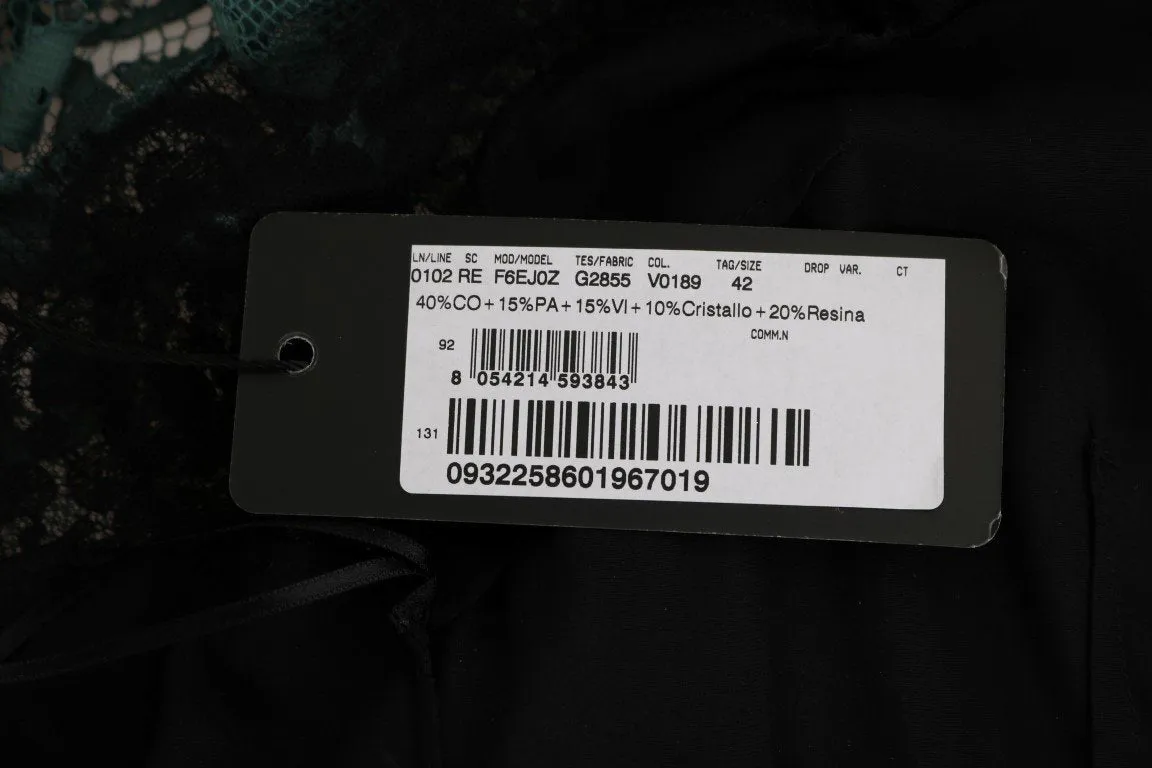 LN/LINE SC MOD/MODEL TES/FABRIC COL. TAG/SIZE DROP VAR. CT
0102 RE F6EJ0Z G2855 V0189 42
40%CO+15%PA+15%VI+10%Cristallo+20%Resina
COMM.N
92
8 054214 593843
131
0932258601967019